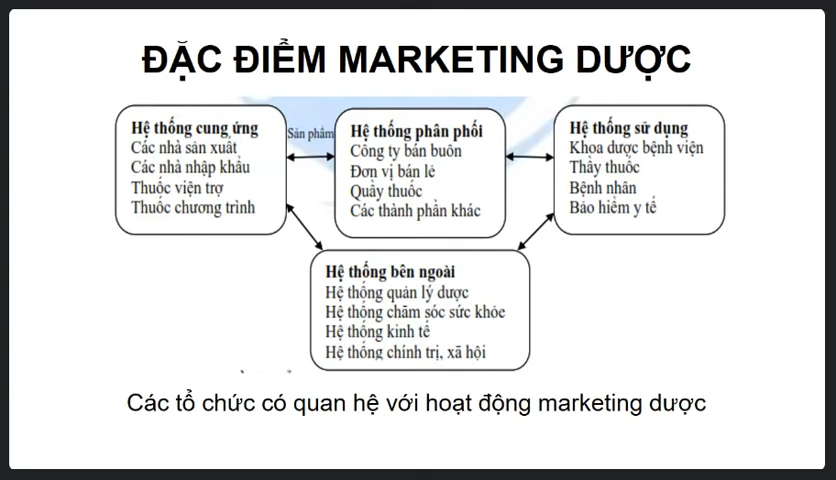 ĐẶC ĐIỂM MARKETING DƯỢC
Hệ thống cung ứng
Các nhà sản xuất
Các nhà nhập khẩu
Thuốc viện trợ
Thuốc chương trình
Sản phẩm
Hệ thống phân phối
Công ty bán buôn
Đơn vị bán lẻ
Quầy thuốc
Các thành phần khác
Hệ thống sử dụng
Khoa dược bệnh viện
Thầy thuốc
Bệnh nhân
Bảo hiểm y tế
Hệ thống bên ngoài
Hệ thống quản lý dược
Hệ thống chăm sóc sức khỏe
Hệ thống kinh tế
Hệ thống chính trị, xã hội
Các tổ chức có quan hệ với hoạt động marketing dược